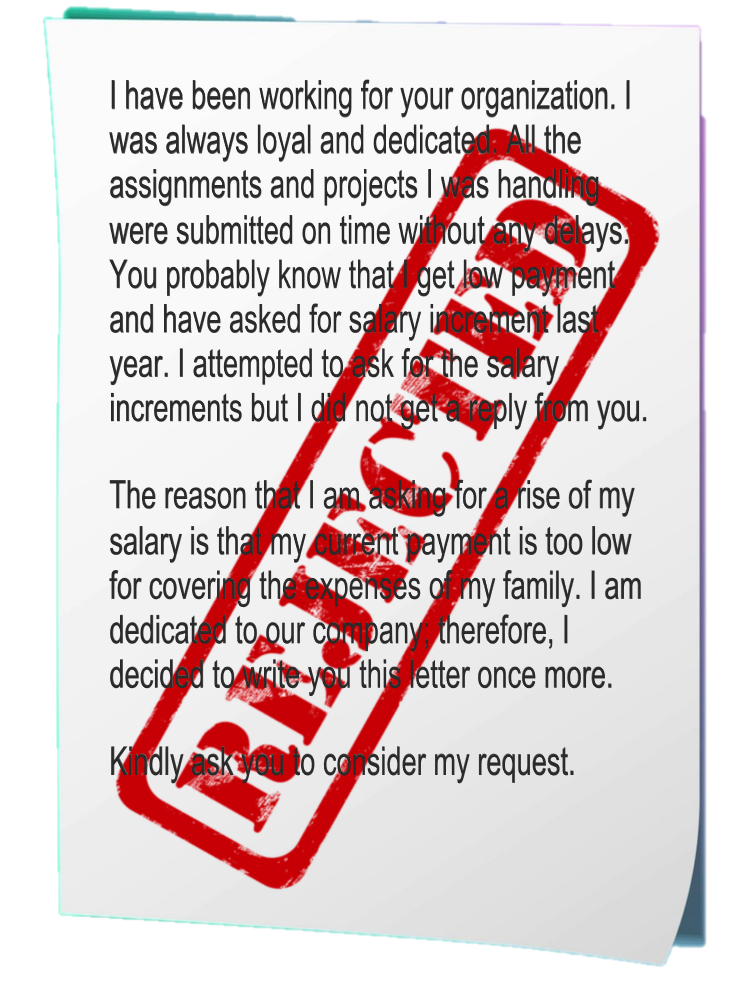 I have been working for your organization. I
was always loyal and dedicated. All the
assignments and projects I was handling
were submitted on time without any delays.
You probably know that I get low payment
and have asked for salary increment last
year. I attempted to ask for the salary
increments but I did not get a reply from you.
The reason that I am asking for a rise of my
salary is that my current payment is too low
for covering the expenses of my family. I am
dedicated to our company; therefore, I
decided to write you this letter once more.
Kindly ask you to consider my request.
REJECTED